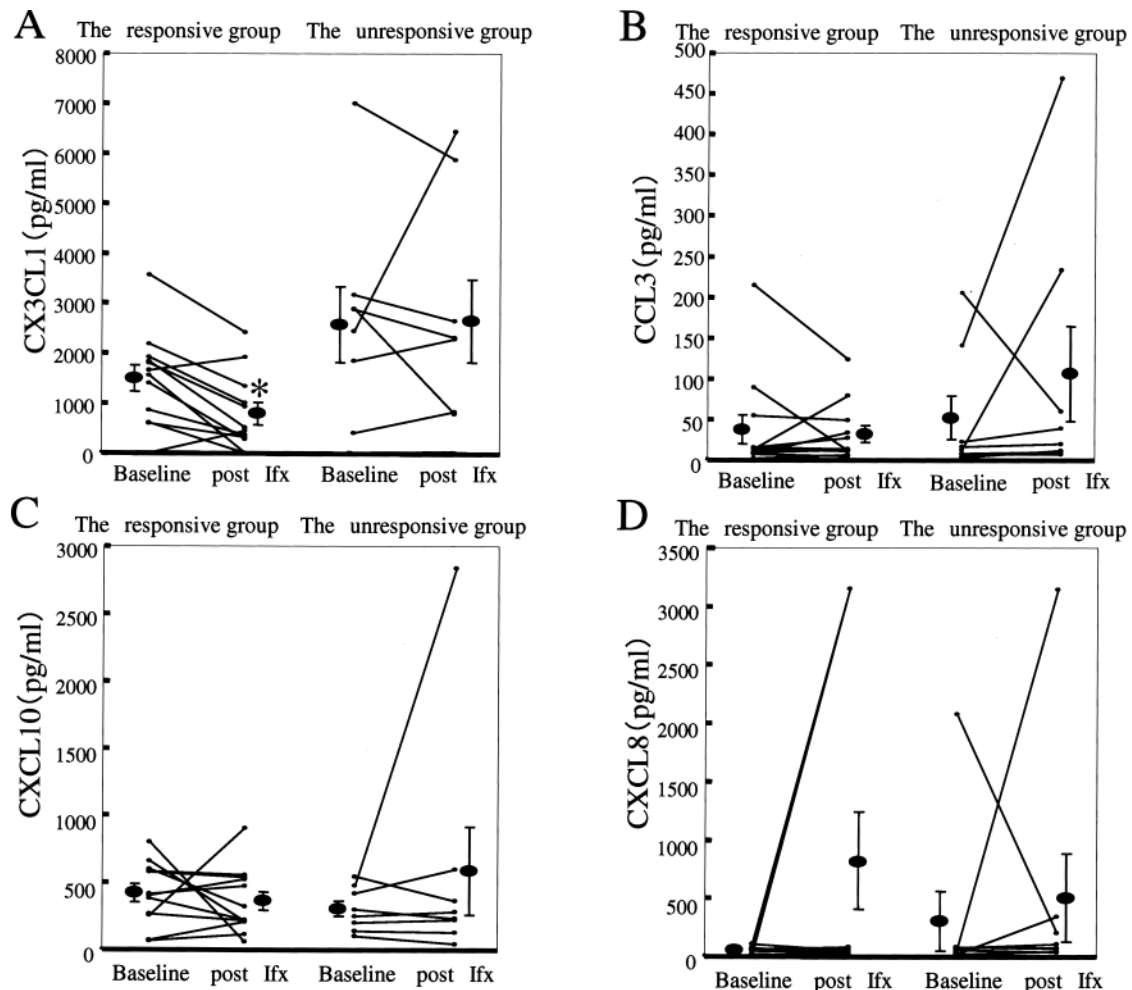 A
The responsive group The unresponsive group
8000
7000
6000
5000
4000
3000
2000
1000
0
CX3CL1 (pg/ml)
*
Baseline post Ifx Baseline post Ifx
B
The responsive group The unresponsive group
500
450
400
350
300
250
200
150
100
50
0
CCL3 (pg/ml)
Baseline post Ifx Baseline post Ifx
C
The responsive group The unresponsive group
3000
2500
2000
1500
1000
500
0
CXCL10 (pg/ml)
Baseline post Ifx Baseline post Ifx
D
The responsive group The unresponsive group
3500
3000
2500
2000
1500
1000
500
0
CXCL8 (pg/ml)
Baseline post Ifx Baseline post Ifx